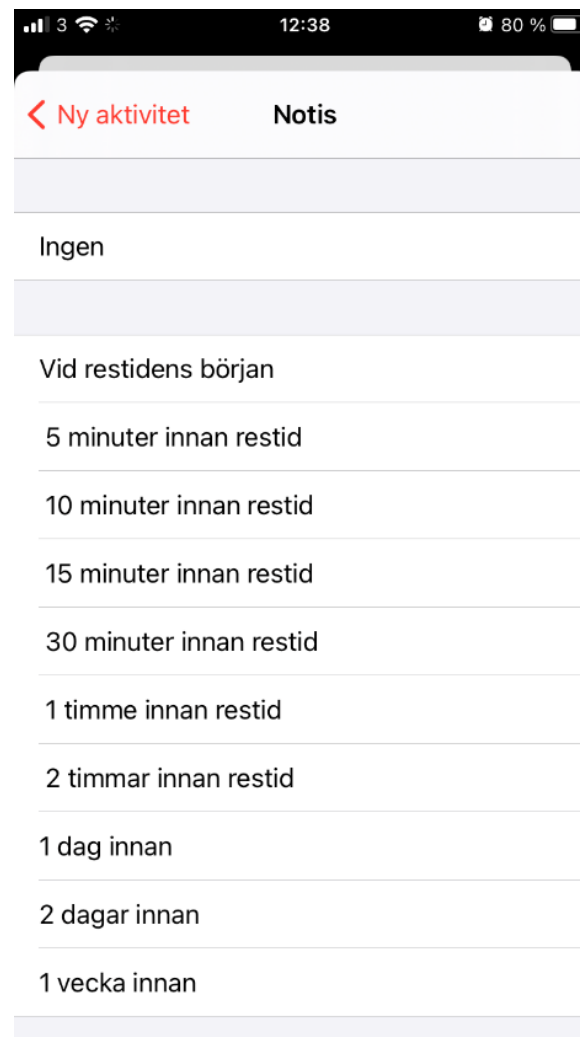 3 12:38 80 %
Ny aktivitet Notis
Ingen
Vid restidens början
5 minuter innan restid
10 minuter innan restid
15 minuter innan restid
30 minuter innan restid
1 timme innan restid
2 timmar innan restid
1 dag innan
2 dagar innan
1 vecka innan